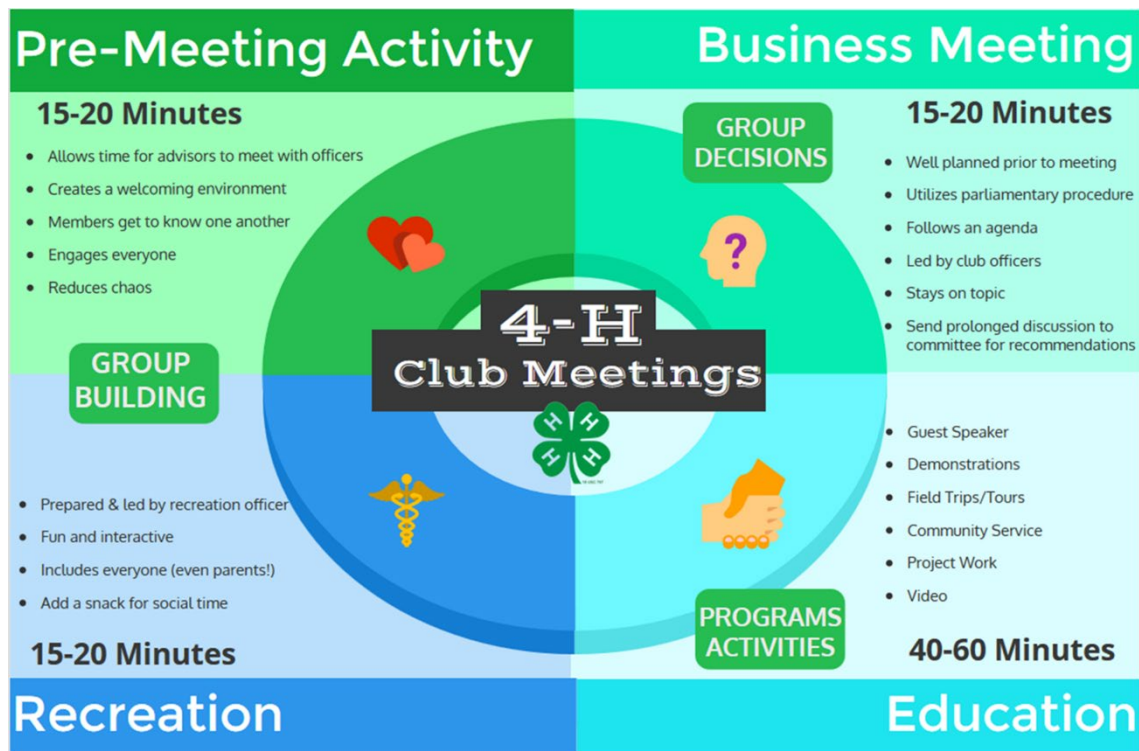 Pre-Meeting Activity
15-20 Minutes
Allows time for advisors to meet with officers
Creates a welcoming environment
Members get to know one another
Engages everyone
Reduces chaos
Business Meeting
GROUP
DECISIONS
15-20 Minutes
Well planned prior to meeting
Utilizes parliamentary procedure
Follows an agenda
Led by club officers
Stays on topic
Send prolonged discussion to
committee for recommendations
?
4-H
Club Meetings
H H
H H
GROUP
BUILDING
Prepared & led by recreation officer
Fun and interactive
Includes everyone (even parents!)
Add a snack for social time
15-20 Minutes
Recreation
Guest Speaker
Demonstrations
Field Trips/Tours
Community Service
Project Work
Video
PROGRAMS
ACTIVITIES
40-60 Minutes
Education